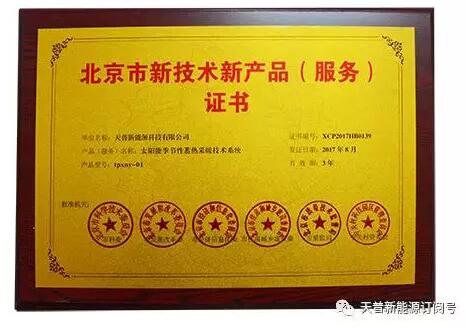 北京市新技术新产品（服务）
证书
单位名称：天普新能源科技有限公司
证书编号：XCP2017HB0139
产品（服务）名称：太阳能季节性蓄热采暖技术系统
发证日期：2017年8月
产品型号：tpxny-01
有效期：3年
批准机关：
天普新能源订阅号